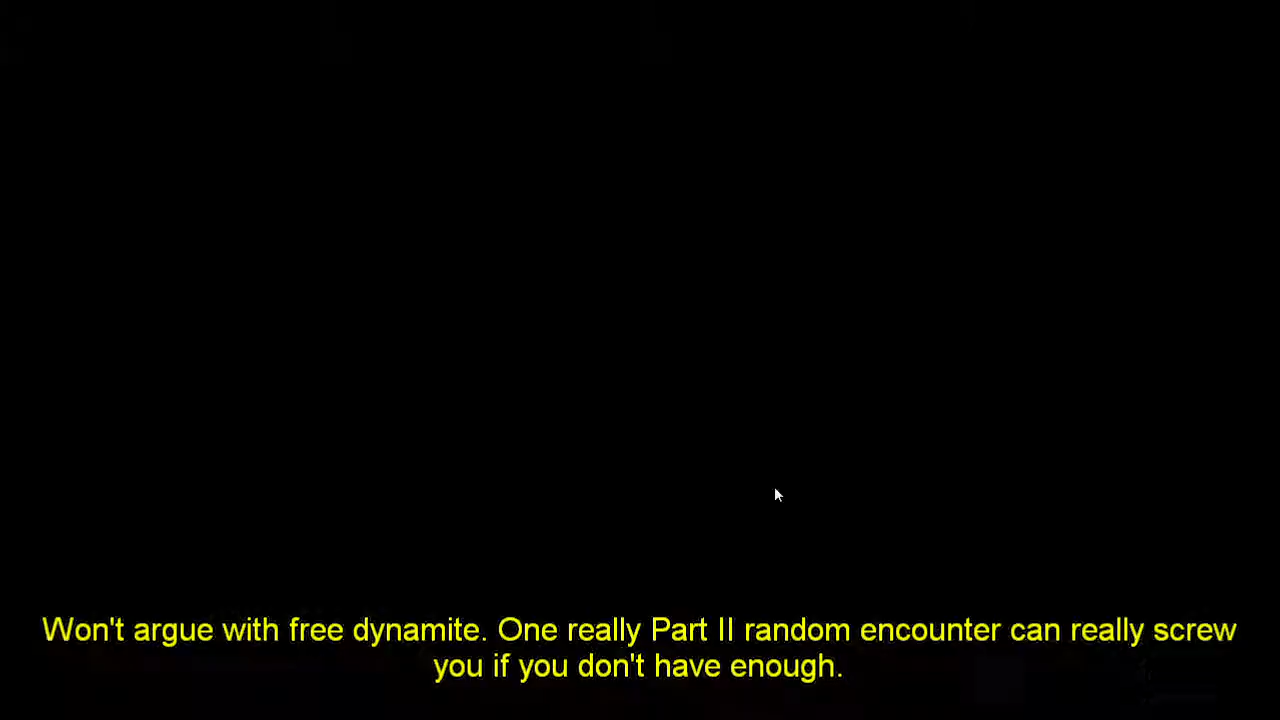 Won't argue with free dynamite. One really Part II random encounter can really screw
you if you don't have enough.